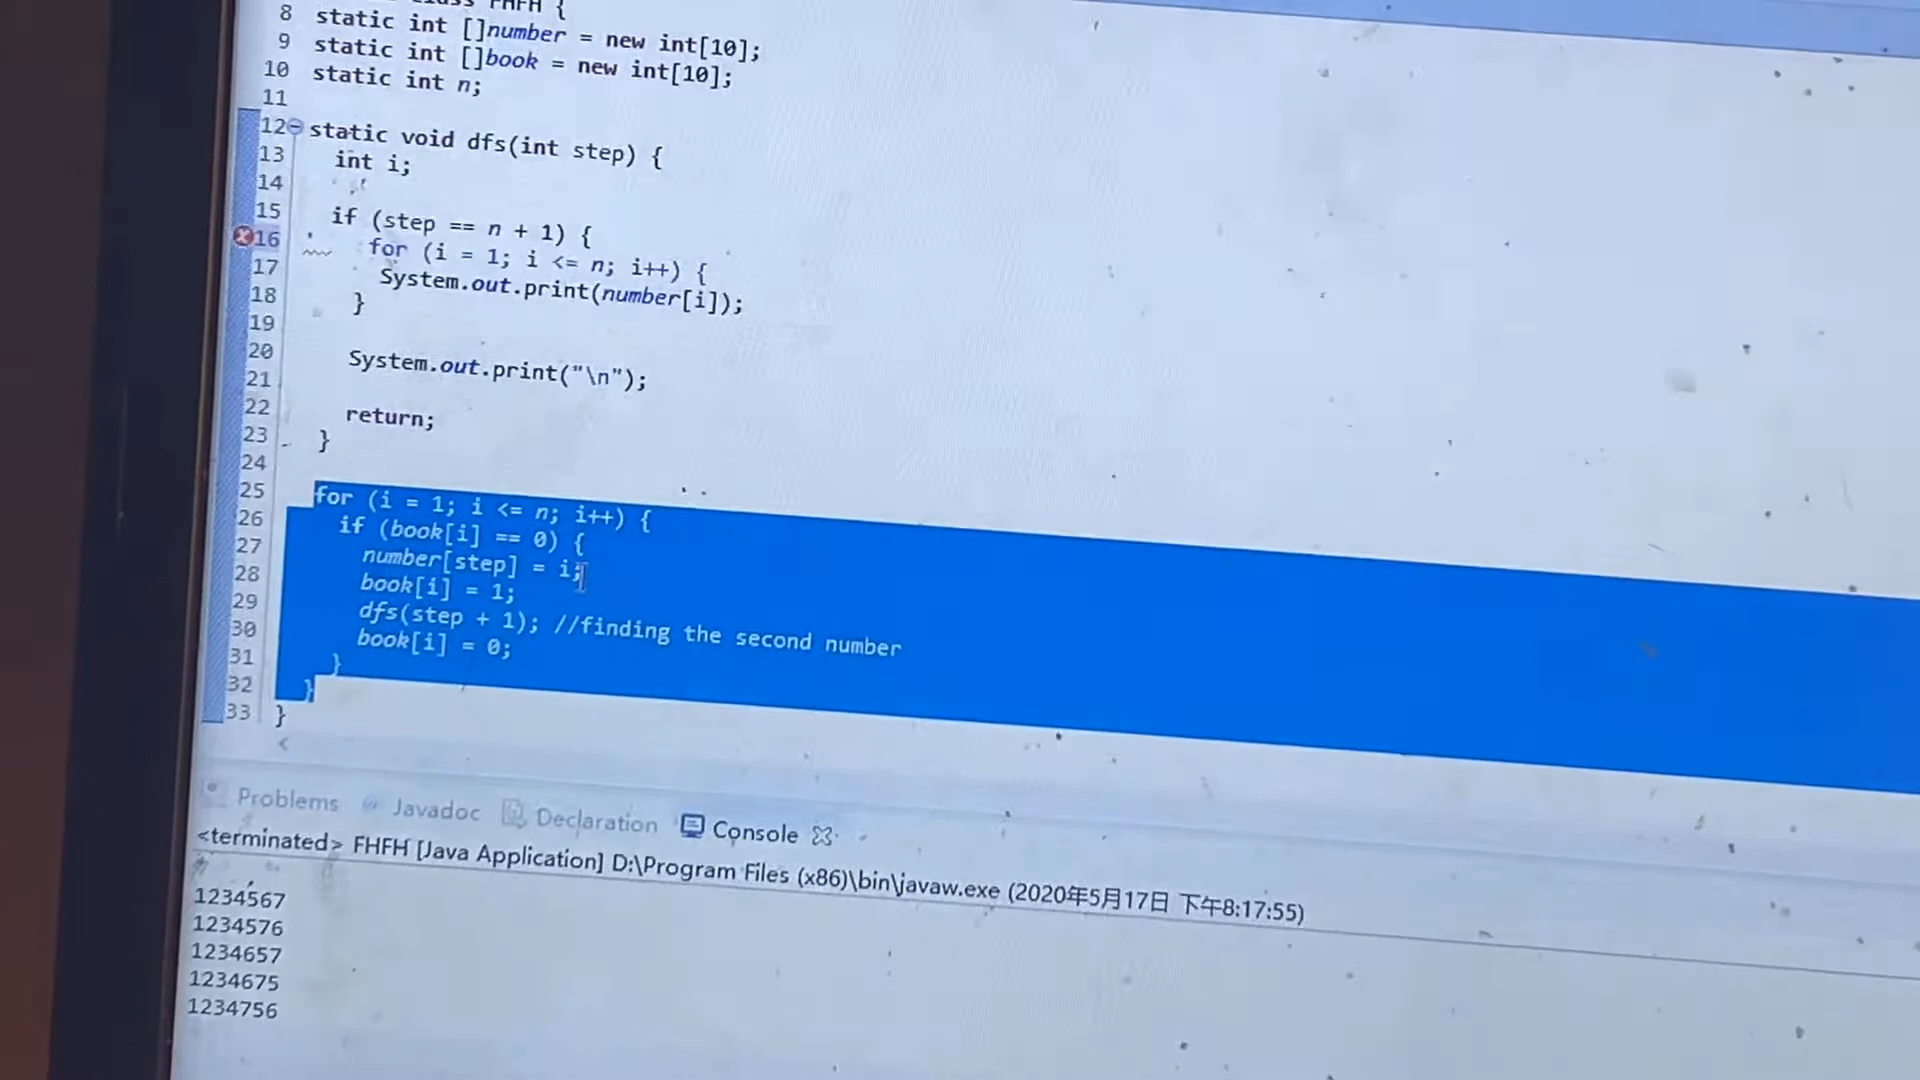 8 static int []number = new int[10];
9 static int []book = new int[10];
10 static int n;
11
12 static void dfs(int step) {
13 int i;
14
15 if (step == n + 1) {
16 for (i = 1; i <= n; i++) {
17 System.out.print(number[i]);
18 }
19
20 System.out.print("\n");
21
22 return;
23 }
24
25 for (i = 1; i <= n; i++) {
26 if (book[i] == 0) {
27 number[step] = i;
28 book[i] = 1;
29 dfs(step + 1); //finding the second number
30 book[i] = 0;
31 }
32 }
33 }
Problems Javadoc Declaration Console
<terminated> FHFH [Java Application] D:\Program Files (x86)\bin\javaw.exe (2020年5月17日 下午8:17:55)
1234567
1234576
1234657
1234675
1234756